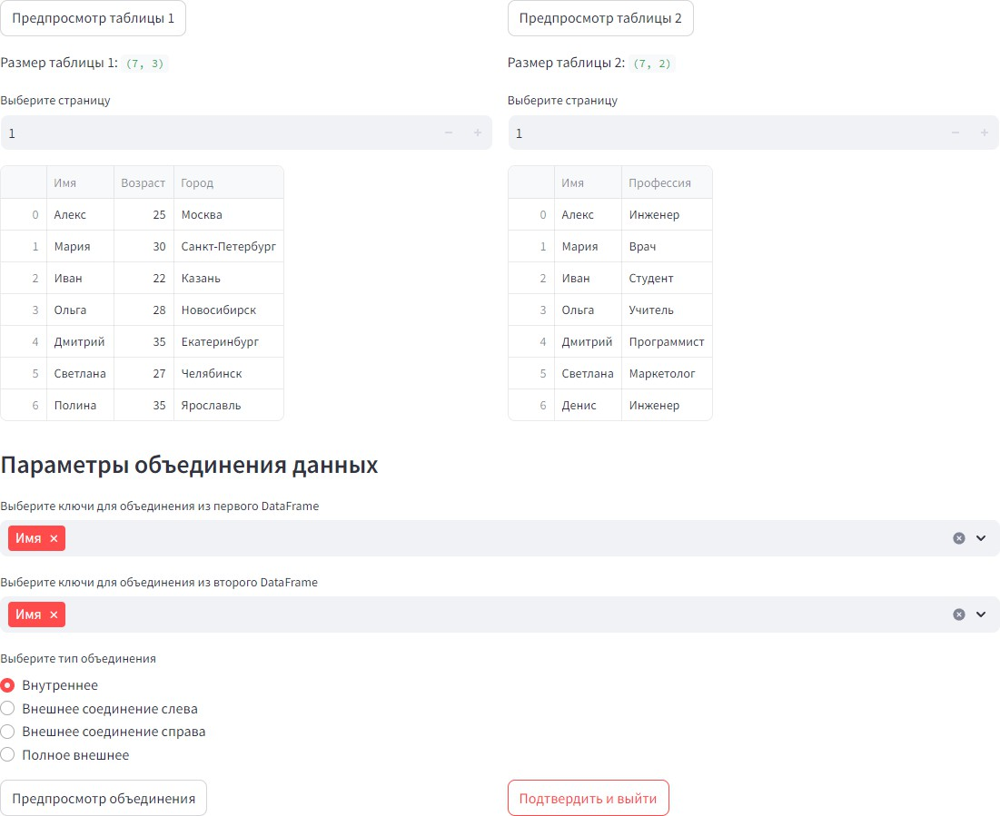 Предпросмотр таблицы 1
Предпросмотр таблицы 2
Размер таблицы 1: (7, 3)
Размер таблицы 2: (7, 2)
Выберите страницу
Выберите страницу
1
1
Имя Возраст Город
0 Алекс 25 Москва
1 Мария 30 Санкт-Петербург
2 Иван 22 Казань
3 Ольга 28 Новосибирск
4 Дмитрий 35 Екатеринбург
5 Светлана 27 Челябинск
6 Полина 35 Ярославль
Имя Профессия
0 Алекс Инженер
1 Мария Врач
2 Иван Студент
3 Ольга Учитель
4 Дмитрий Программист
5 Светлана Маркетолог
6 Денис Инженер
Параметры объединения данных
Выберите ключи для объединения из первого DataFrame
Имя
Выберите ключи для объединения из второго DataFrame
Имя
Выберите тип объединения
Внутреннее
Внешнее соединение слева
Внешнее соединение справа
Полное внешнее
Предпросмотр объединения
Подтвердить и выйти